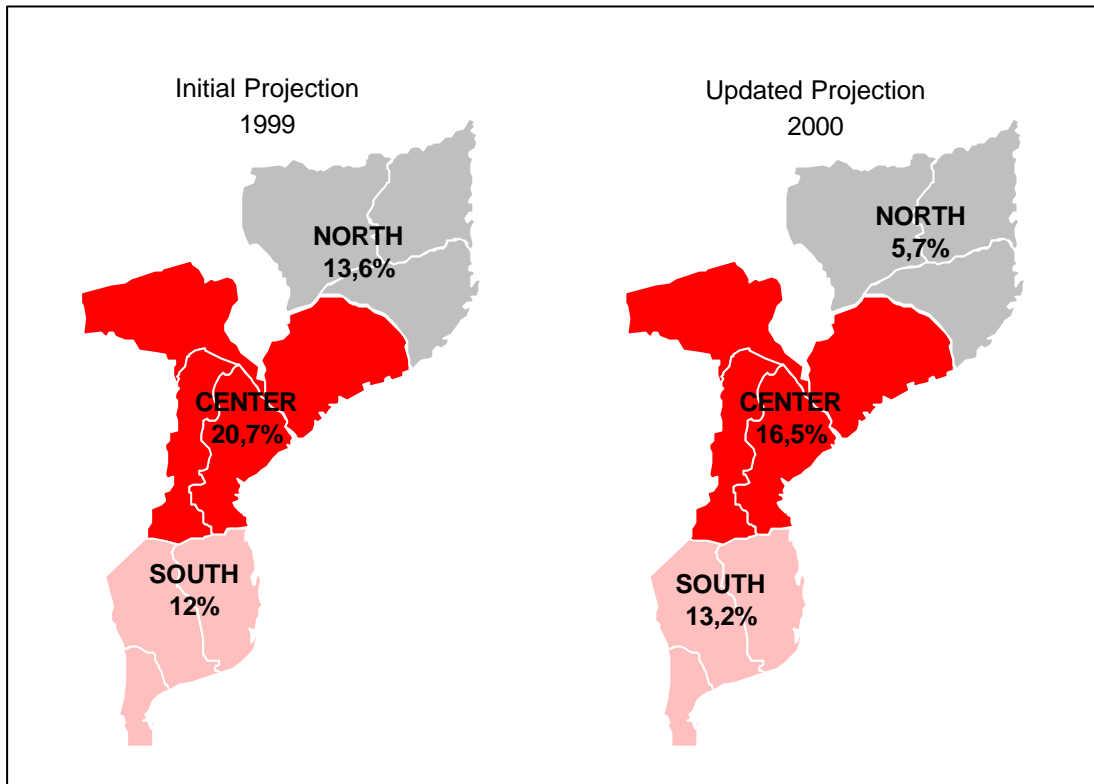 Initial Projection
1999
NORTH
13,6%
CENTER
20,7%
SOUTH
12%
Updated Projection
2000
NORTH
5,7%
CENTER
16,5%
SOUTH
13,2%